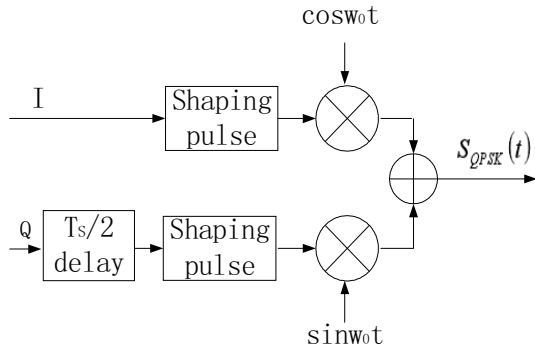 cosw₀t
I
Shaping
pulse
S_QPSK(t)
Q
Ts/2
delay
Shaping
pulse
sinw₀t